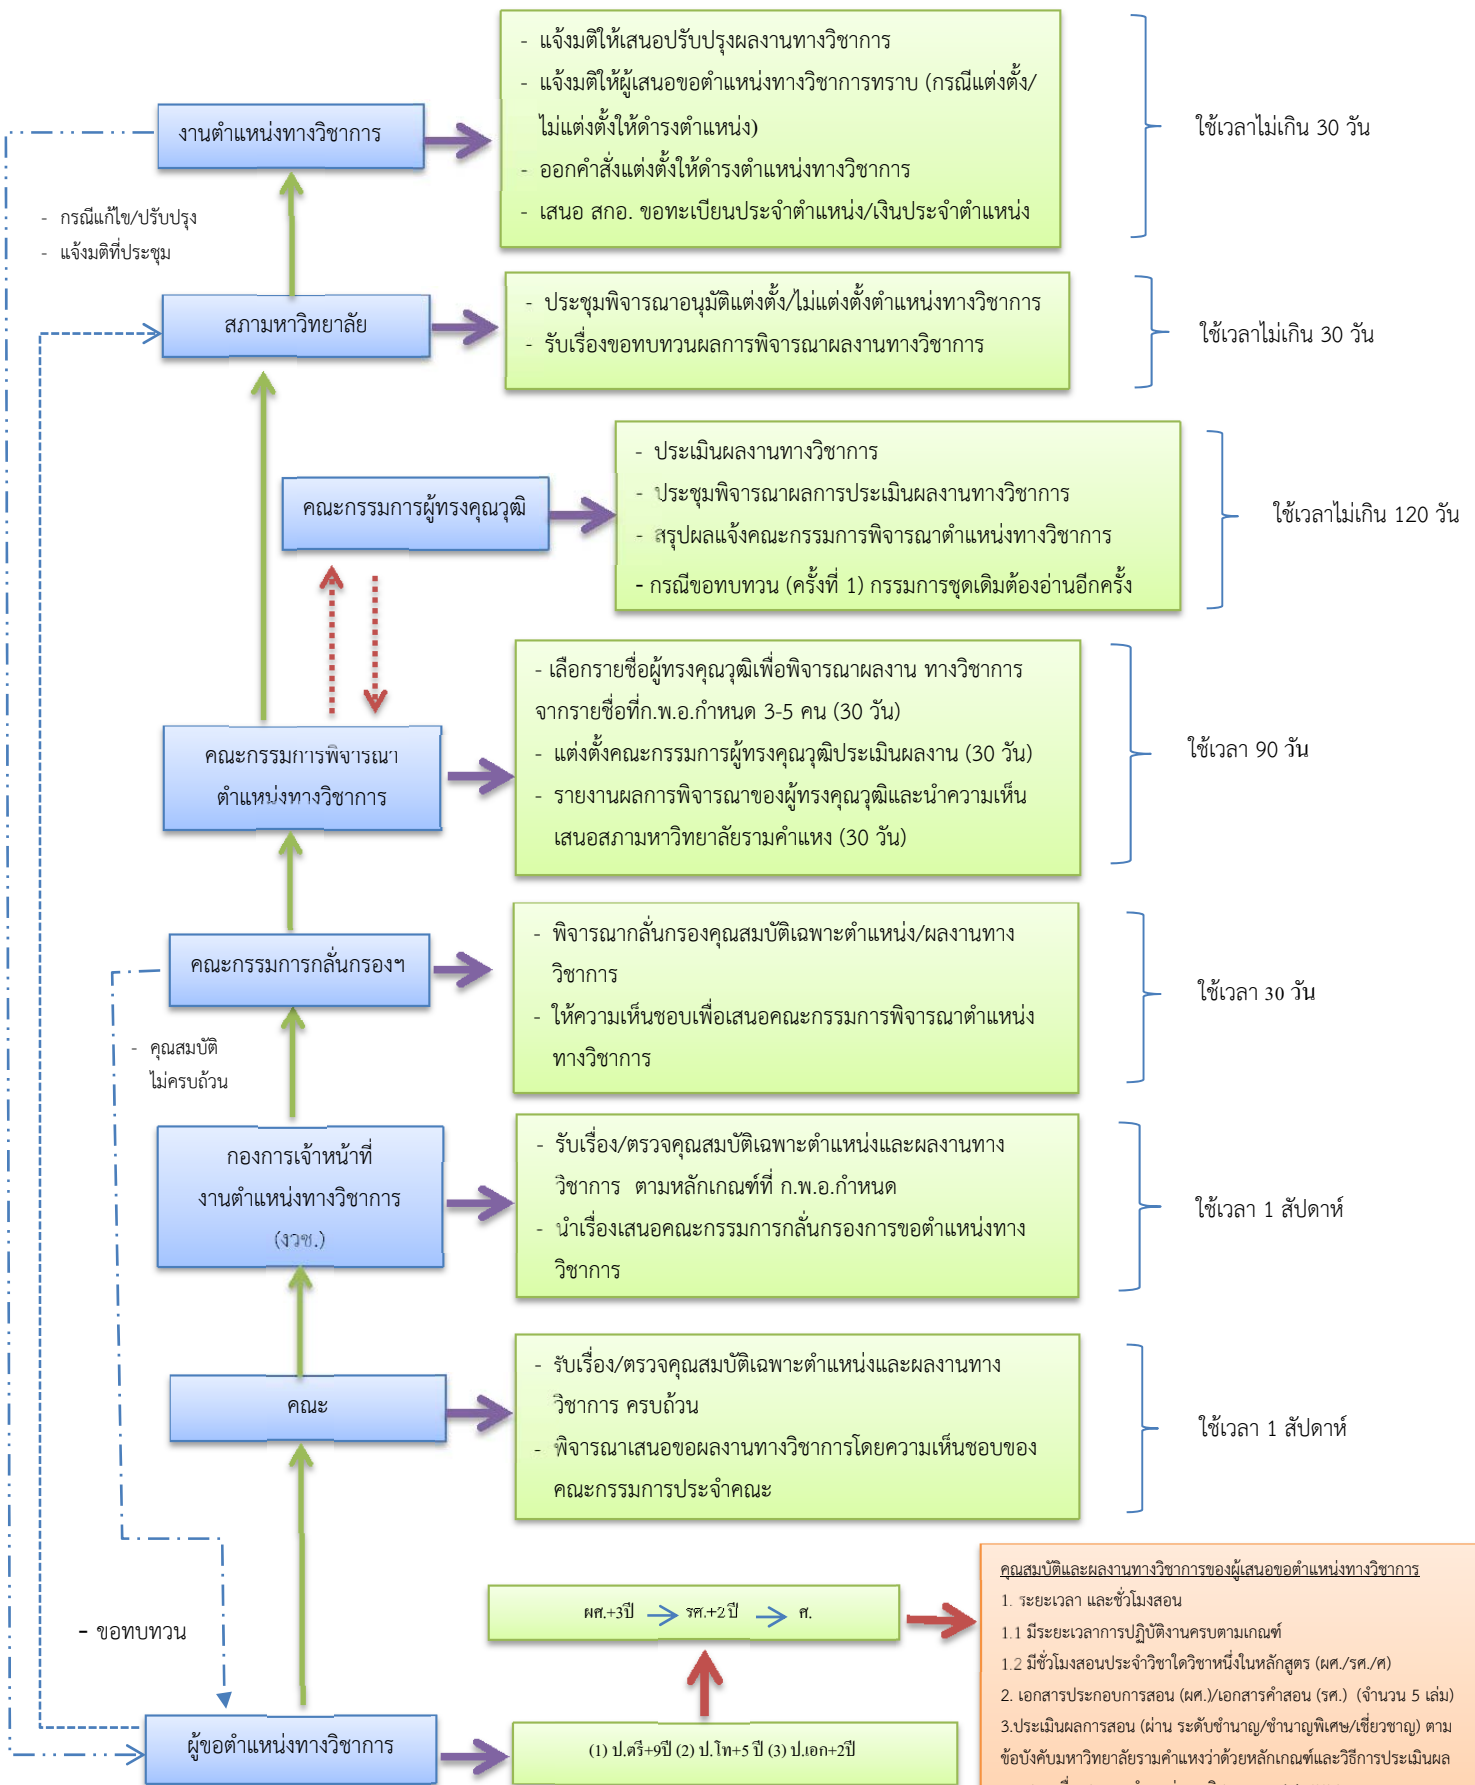 - แจ้งมติให้เสนอปรับปรุงผลงานทางวิชาการ
- แจ้งมติให้ผู้เสนอขอตำแหน่งทางวิชาการทราบ (กรณีแต่งตั้ง/
ไม่แต่งตั้งให้ดำรงตำแหน่ง)
- ออกคำสั่งแต่งตั้งให้ดำรงตำแหน่งทางวิชาการ
- เสนอ สกอ. ขอทะเบียนประจำตำแหน่ง/เงินประจำตำแหน่ง
งานตำแหน่งทางวิชาการ
ใช้เวลาไม่เกิน 30 วัน
- กรณีแก้ไข/ปรับปรุง
- แจ้งมติที่ประชุม
สภามหาวิทยาลัย
- ประชุมพิจารณาอนุมัติแต่งตั้ง/ไม่แต่งตั้งตำแหน่งทางวิชาการ
- รับเรื่องขอทบทวนผลการพิจารณาผลงานทางวิชาการ
ใช้เวลาไม่เกิน 30 วัน
คณะกรรมการผู้ทรงคุณวุฒิ
- ประเมินผลงานทางวิชาการ
- ประชุมพิจารณาผลการประเมินผลงานทางวิชาการ
- สรุปผลแจ้งคณะกรรมการพิจารณาตำแหน่งทางวิชาการ
- กรณีขอทบทวน (ครั้งที่ 1) กรรมการชุดเดิมต้องอ่านอีกครั้ง
ใช้เวลาไม่เกิน 120 วัน
คณะกรรมการพิจารณา
ตำแหน่งทางวิชาการ
- เลือกรายชื่อผู้ทรงคุณวุฒิเพื่อพิจารณาผลงาน ทางวิชาการ
จากรายชื่อที่ก.พ.อ.กำหนด 3-5 คน (30 วัน)
- แต่งตั้งคณะกรรมการผู้ทรงคุณวุฒิประเมินผลงาน (30 วัน)
- รายงานผลการพิจารณาของผู้ทรงคุณวุฒิและนำความเห็น
เสนอสภามหาวิทยาลัยรามคำแหง (30 วัน)
ใช้เวลา 90 วัน
คณะกรรมการกลั่นกรองฯ
- พิจารณากลั่นกรองคุณสมบัติเฉพาะตำแหน่ง/ผลงานทาง
วิชาการ
- ให้ความเห็นชอบเพื่อเสนอคณะกรรมการพิจารณาตำแหน่ง
ทางวิชาการ
ใช้เวลา 30 วัน
- คุณสมบัติ
ไม่ครบถ้วน
กองการเจ้าหน้าที่
งานตำแหน่งทางวิชาการ
(งวช.)
- รับเรื่อง/ตรวจคุณสมบัติเฉพาะตำแหน่งและผลงานทาง
วิชาการ ตามหลักเกณฑ์ที่ ก.พ.อ.กำหนด
- นำเรื่องเสนอคณะกรรมการกลั่นกรองการขอตำแหน่งทาง
วิชาการ
ใช้เวลา 1 สัปดาห์
คณะ
- รับเรื่อง/ตรวจคุณสมบัติเฉพาะตำแหน่งและผลงานทาง
วิชาการ ครบถ้วน
- พิจารณาเสนอขอผลงานทางวิชาการโดยความเห็นชอบของ
คณะกรรมการประจำคณะ
ใช้เวลา 1 สัปดาห์
- ขอทบทวน
ผศ.+3ปี รศ.+2 ปี ศ.
ผู้ขอตำแหน่งทางวิชาการ
(1) ป.ตรี+9ปี (2) ป.โท+5 ปี (3) ป.เอก+2ปี
คุณสมบัติและผลงานทางวิชาการของผู้เสนอขอตำแหน่งทางวิชาการ
1. ระยะเวลา และชั่วโมงสอน
1.1 มีระยะเวลาการปฏิบัติงานครบตามเกณฑ์
1.2 มีชั่วโมงสอนประจำวิชาใดวิชาหนึ่งในหลักสูตร (ผศ./รศ./ศ)
2. เอกสารประกอบการสอน (ผศ.)/เอกสารคำสอน (รศ.) (จำนวน 5 เล่ม)
3.ประเมินผลการสอน (ผ่าน ระดับชำนาญ/ชำนาญพิเศษ/เชี่ยวชาญ) ตาม
ข้อบังคับมหาวิทยาลัยรามคำแหงว่าด้วยหลักเกณฑ์และวิธีการประเมินผล